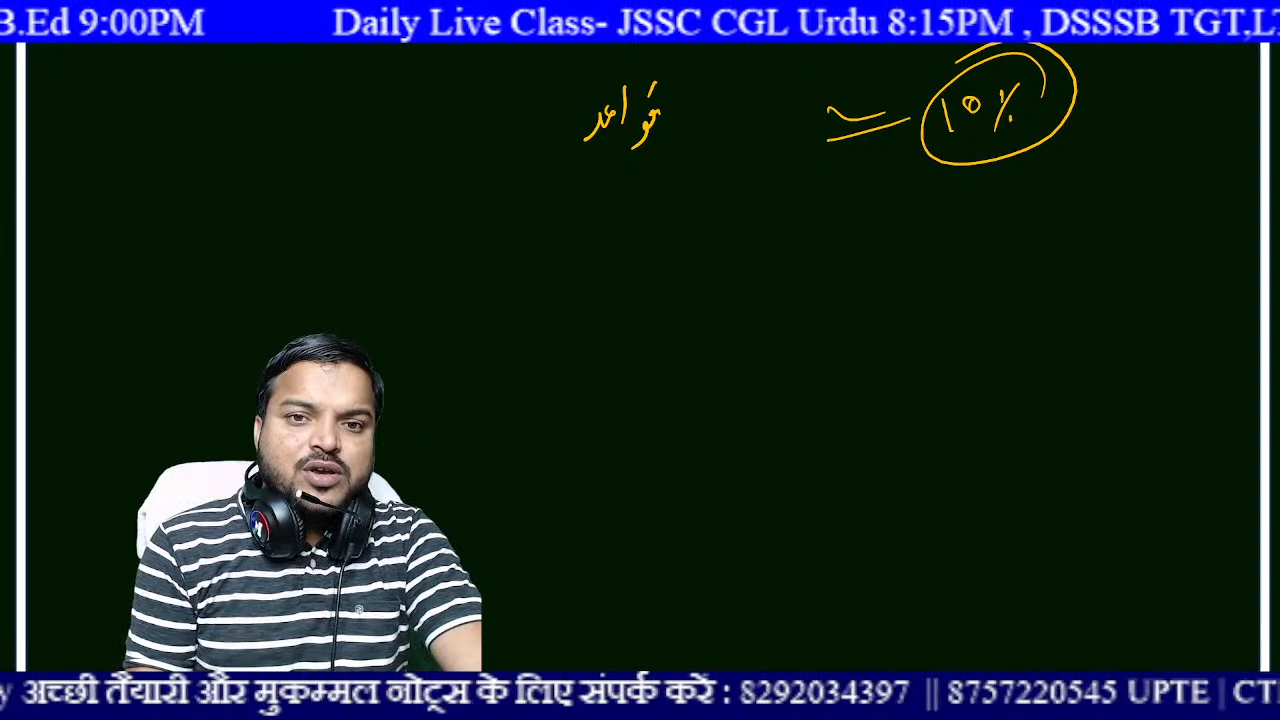 B.Ed 9:00PM Daily Live Class- JSSC CGL Urdu 8:15PM , DSSSB TGT,L
قواعد ≃ 10%
अच्छी तैयारी और मुकम्मल नोट्स के लिए संपर्क करें : 8292034397 || 8757220545 UPTE | CT